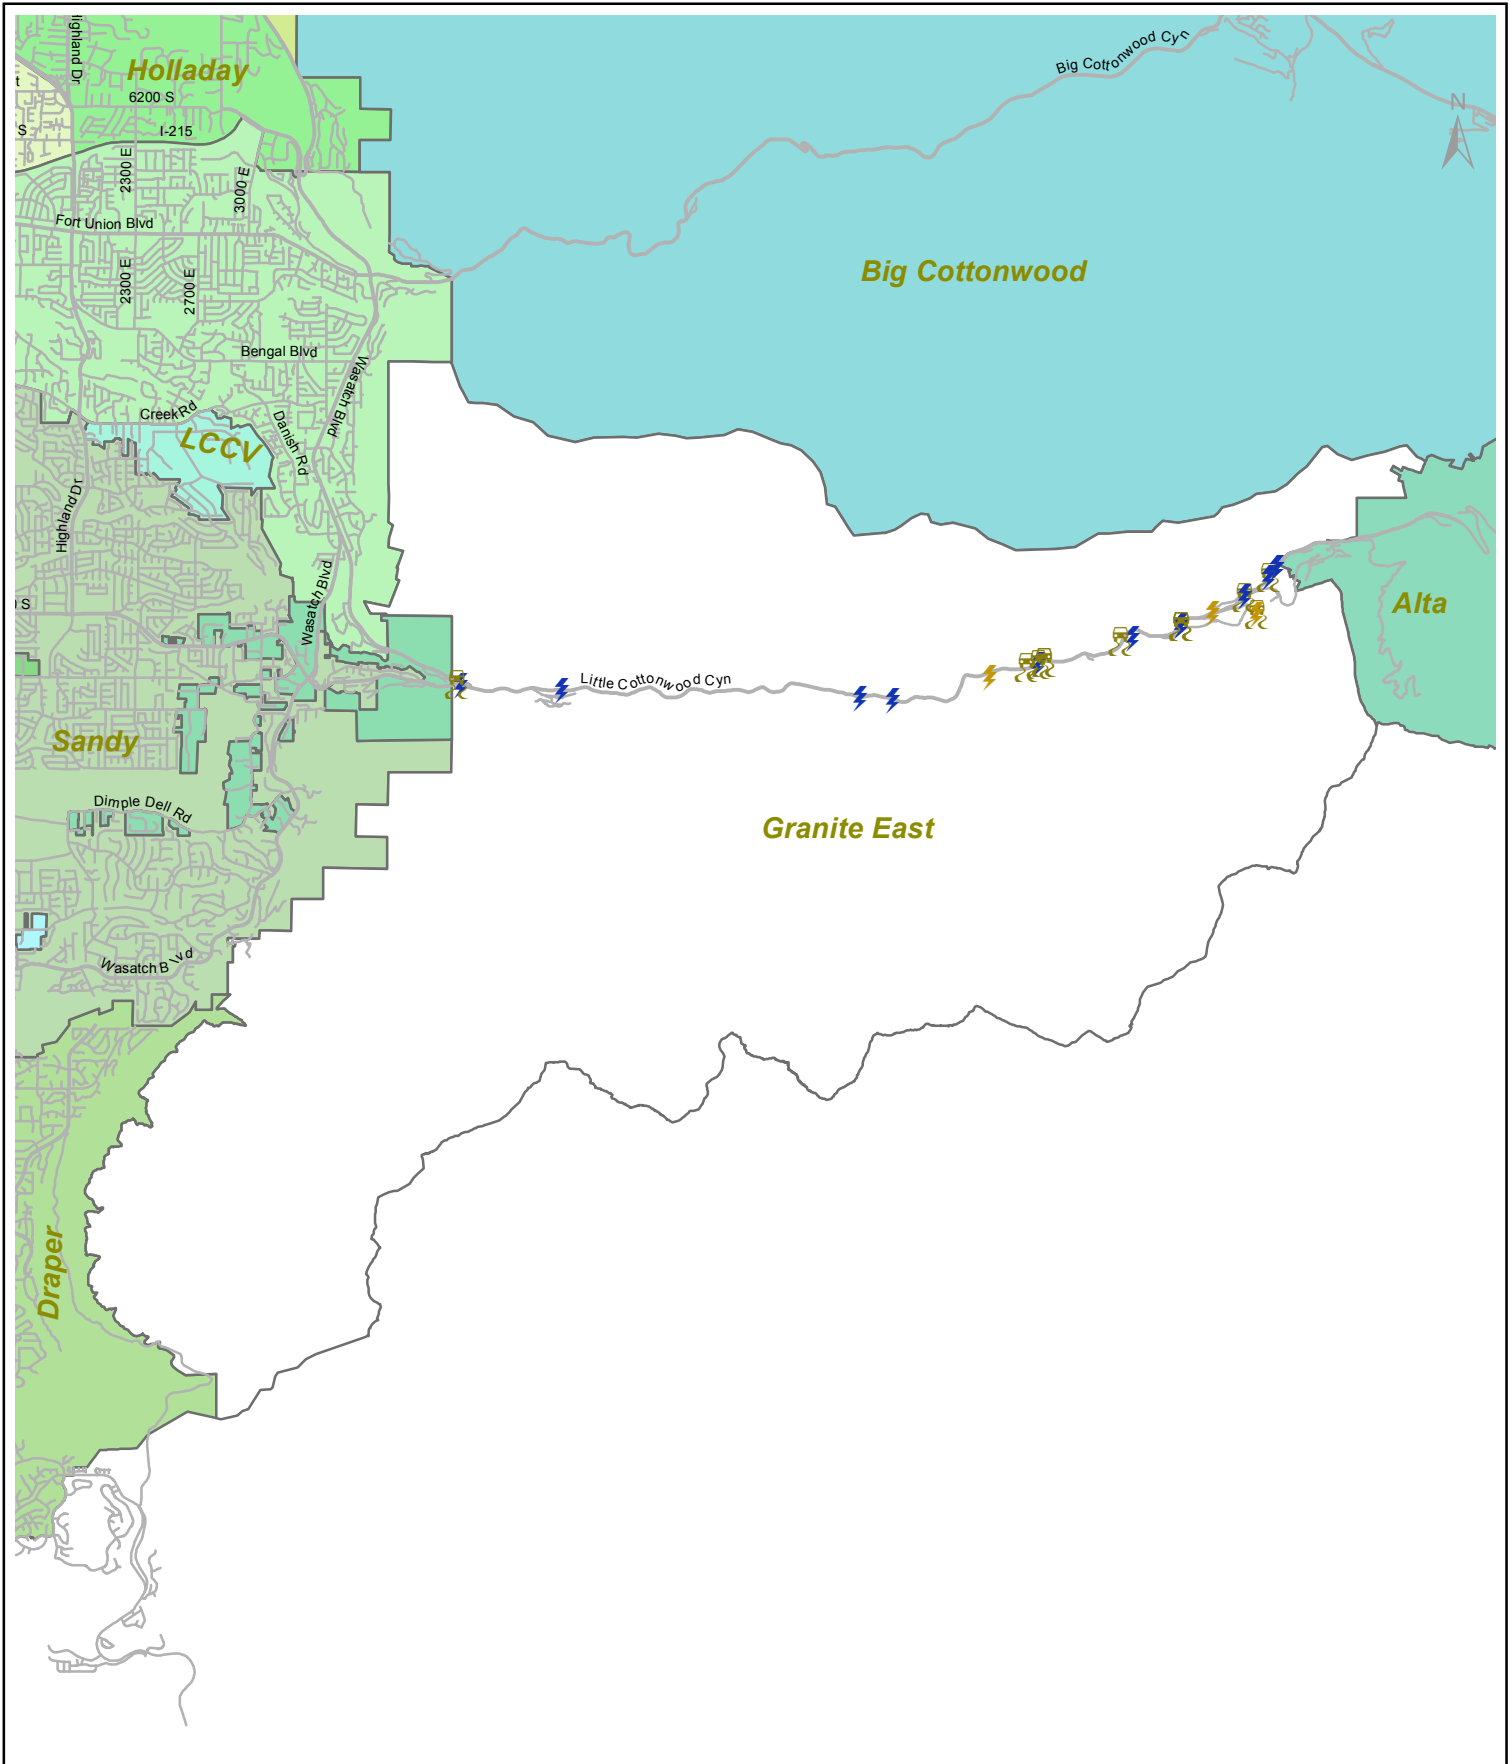 Highland Dr
Holladay
6200 S
t
S
I-215
2300 E
3000 E
Fort Union Blvd
2300 E
2700 E
Bengal Blvd
Wasatch Blvd
Big Cottonwood Cyn
N
Big Cottonwood
Creek Rd
LCCV
Danish Rd
Highland Dr
Wasatch Blvd
S
Alta
Little Cottonwood Cyn
Sandy
Dimple Dell Rd
Granite East
Wasatch Blvd
Draper